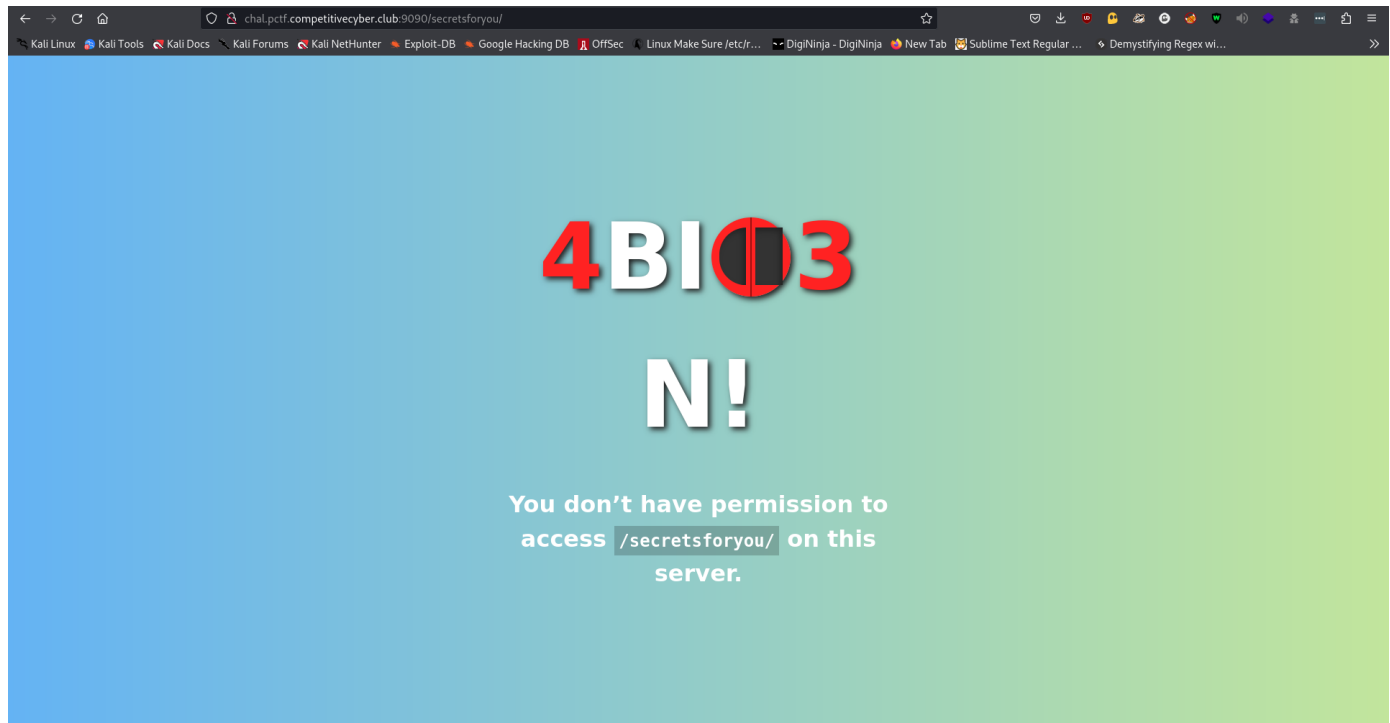 chal.pctf.competitivecyber.club:9090/secretsforyou/
Kali Linux Kali Tools Kali Docs Kali Forums Kali NetHunter Exploit-DB Google Hacking DB OffSec Linux Make Sure /etc/r... DigiNinja - DigiNinja New Tab Sublime Text Regular ... Demystifying Regex wi...
4BI03
N!
You don’t have permission to
access /secretsforyou/ on this
server.